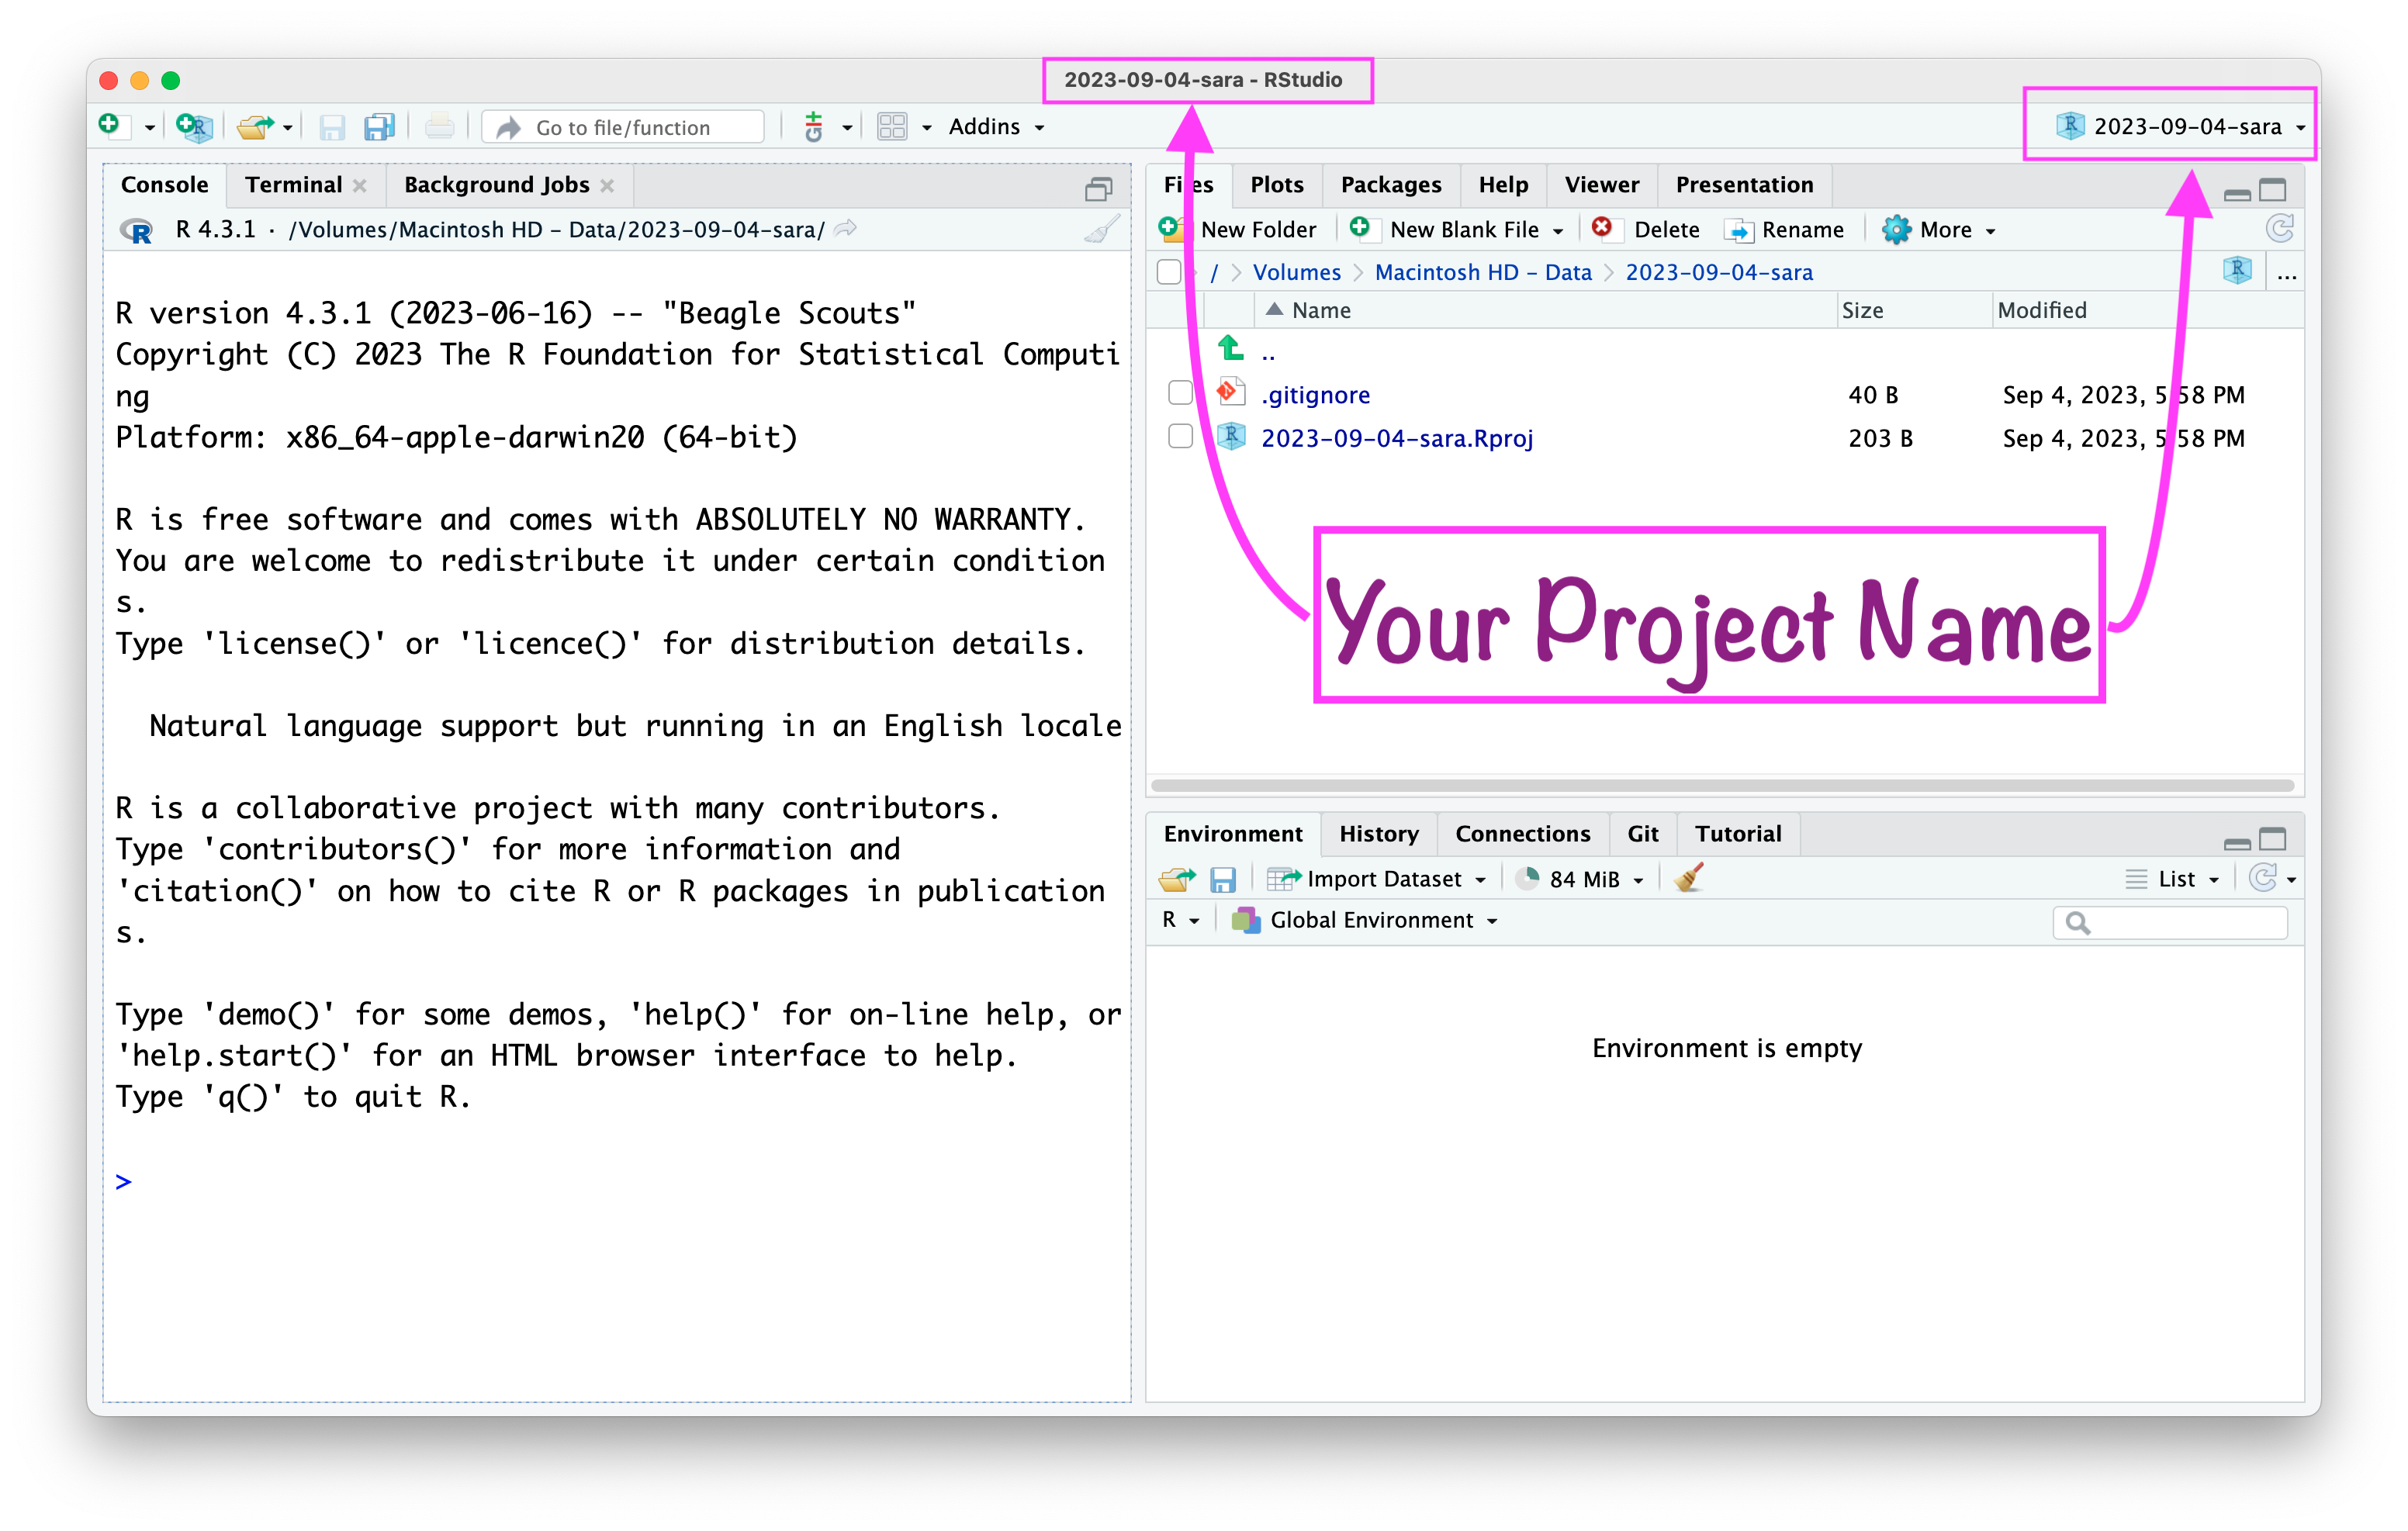 2023-09-04-sara - RStudio
Go to file/function
Addins
2023-09-04-sara
Console
Terminal
Background Jobs
R 4.3.1 · /Volumes/Macintosh HD – Data/2023-09-04-sara/
R version 4.3.1 (2023-06-16) -- "Beagle Scouts"
Copyright (C) 2023 The R Foundation for Statistical Computi
ng
Platform: x86_64-apple-darwin20 (64-bit)
R is free software and comes with ABSOLUTELY NO WARRANTY.
You are welcome to redistribute it under certain condition
s.
Type 'license()' or 'licence()' for distribution details.
Natural language support but running in an English locale
R is a collaborative project with many contributors.
Type 'contributors()' for more information and
'citation()' on how to cite R or R packages in publication
s.
Type 'demo()' for some demos, 'help()' for on-line help, or
'help.start()' for an HTML browser interface to help.
Type 'q()' to quit R.
>
Files
Plots
Packages
Help
Viewer
Presentation
New Folder
New Blank File
Delete
Rename
More
/ > Volumes > Macintosh HD – Data > 2023-09-04-sara
...
Name
Size
Modified
..
.gitignore 40 B Sep 4, 2023, 5:58 PM
2023-09-04-sara.Rproj 203 B Sep 4, 2023, 5:58 PM
Your Project Name
Environment
History
Connections
Git
Tutorial
Import Dataset
84 MiB
List
R
Global Environment
Environment is empty